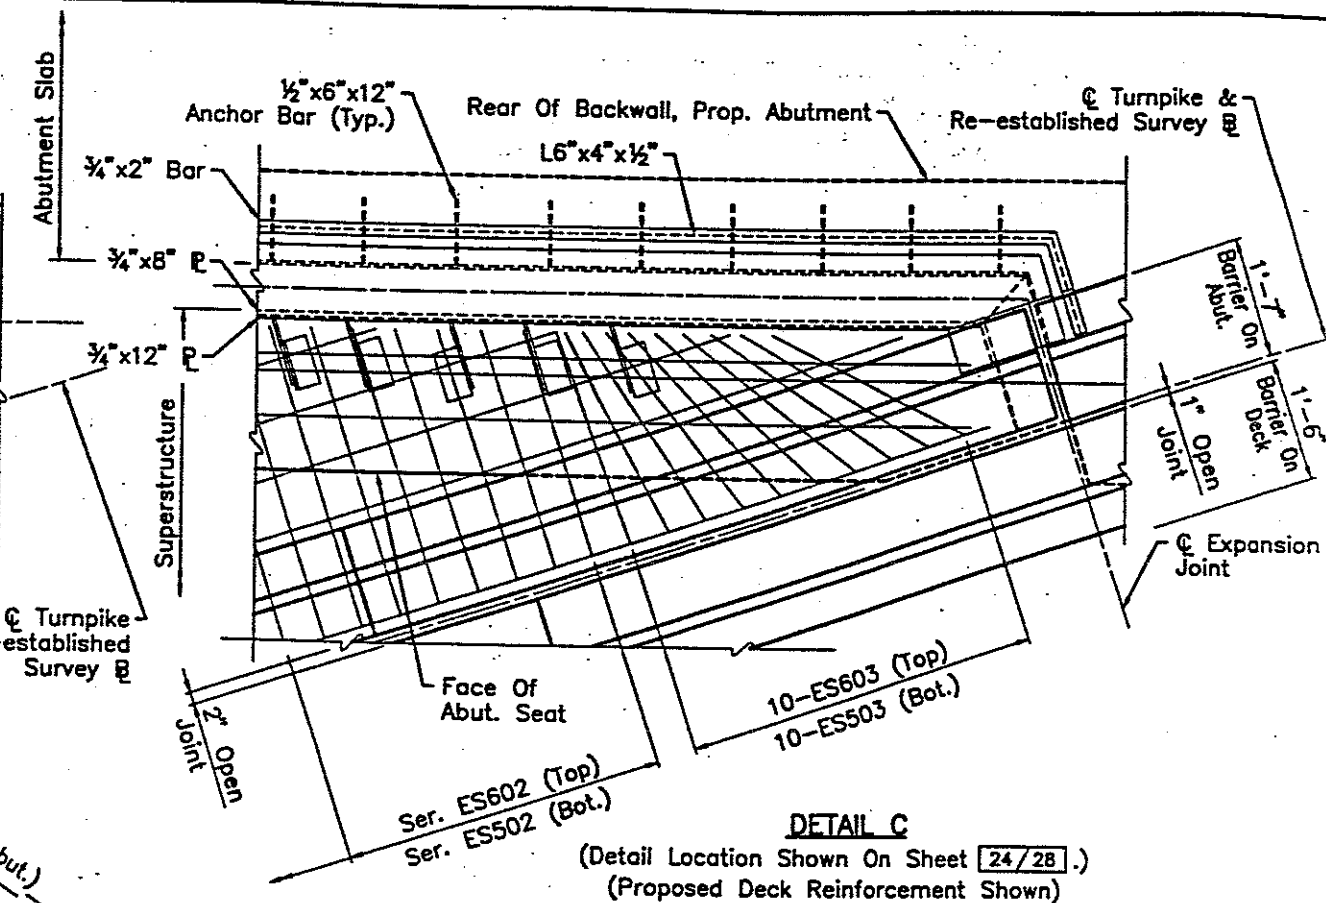 Abutment Slab
½"x6"x12"
Anchor Bar (Typ.)
Rear Of Backwall, Prop. Abutment
℄ Turnpike &
Re-established Survey B̲L
L6"x4"x½"
¾"x2" Bar
¾"x8" PL
¾"x12" PL
Superstructure
1'-7"
Barrier On
Abut.
1'-6"
Barrier On
Deck
1" Open
Joint
℄ Expansion
Joint
℄ Turnpike
-established
Survey BL
Face Of
Abut. Seat
2" Open
Joint
10-ES603 (Top)
10-ES503 (Bot.)
Ser. ES602 (Top)
Ser. ES502 (Bot.)
DETAIL C
(Detail Location Shown On Sheet 24/28.)
(Proposed Deck Reinforcement Shown)
but.)